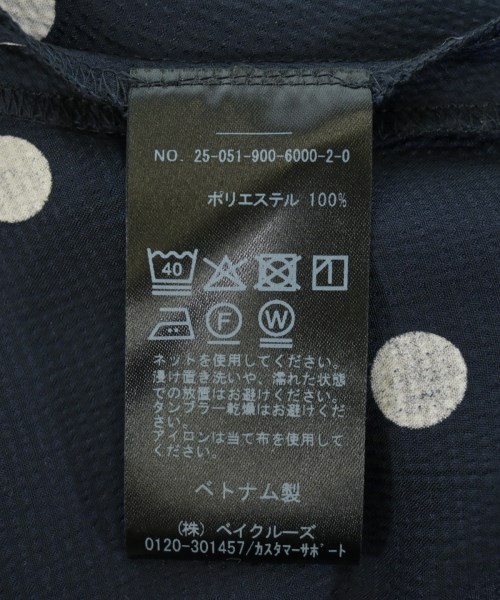 NO. 25-051-900-6000-2-0
ポリエステル 100%
40
F W
ネットを使用してください。
浸け置き洗いや、濡れた状態
での放置はお避けください。
タンブラー乾燥はお避けくだ
さい。
アイロンは当て布を使用して
ください。
ベトナム製
(株) ベイクルーズ
0120-301457/カスタマーサポート